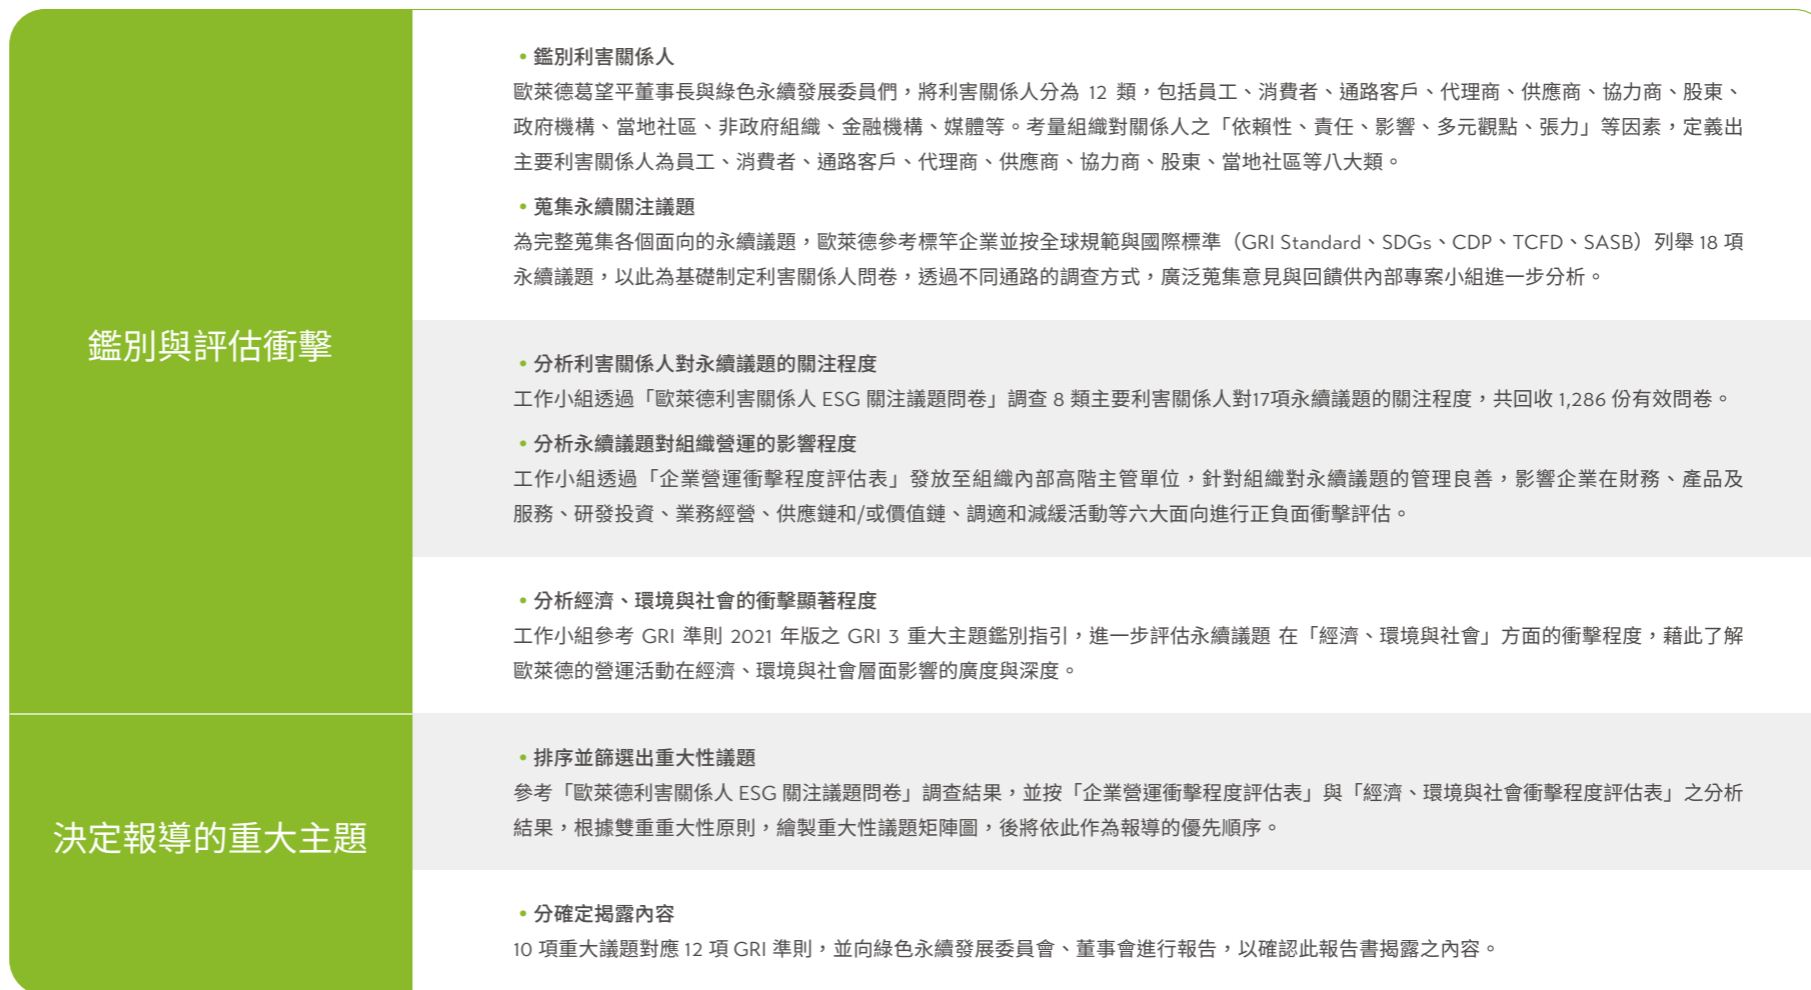 鑑別與評估衝擊
•鑑別利害關係人
歐萊德葛望平董事長與綠色永續發展委員們，將利害關係人分為 12 類，包括員工、消費者、通路客戶、代理商、供應商、協力商、股東、
政府機構、當地社區、非政府組織、金融機構、媒體等。考量組織對關係人之「依賴性、責任、影響、多元觀點、張力」等因素，定義出
主要利害關係人為員工、消費者、通路客戶、代理商、供應商、協力商、股東、當地社區等八大類。
•蒐集永續關注議題
為完整蒐集各個面向的永續議題，歐萊德參考標竿企業並按全球規範與國際標準（GRI Standard、SDGs、CDP、TCFD、SASB）列舉 18 項
永續議題，以此為基礎制定利害關係人問卷，透過不同通路的調查方式，廣泛蒐集意見與回饋供內部專案小組進一步分析。
•分析利害關係人對永續議題的關注程度
工作小組透過「歐萊德利害關係人 ESG 關注議題問卷」調查 8 類主要利害關係人對17項永續議題的關注程度，共回收 1,286 份有效問卷。
•分析永續議題對組織營運的影響程度
工作小組透過「企業營運衝擊程度評估表」發放至組織內部高階主管單位，針對組織對永續議題的管理良善，影響企業在財務、產品及
服務、研發投資、業務經營、供應鏈和/或價值鏈、調適和減緩活動等六大面向進行正負面衝擊評估。
•分析經濟、環境與社會的衝擊顯著程度
工作小組參考 GRI 準則 2021 年版之 GRI 3 重大主題鑑別指引，進一步評估永續議題 在「經濟、環境與社會」方面的衝擊程度，藉此了解
歐萊德的營運活動在經濟、環境與社會層面影響的廣度與深度。
決定報導的重大主題
•排序並篩選出重大性議題
參考「歐萊德利害關係人 ESG 關注議題問卷」調查結果，並按「企業營運衝擊程度評估表」與「經濟、環境與社會衝擊程度評估表」之分析
結果，根據雙重重大性原則，繪製重大性議題矩陣圖，後將依此作為報導的優先順序。
•分確定揭露內容
10 項重大議題對應 12 項 GRI 準則，並向綠色永續發展委員會、董事會進行報告，以確認此報告書揭露之內容。